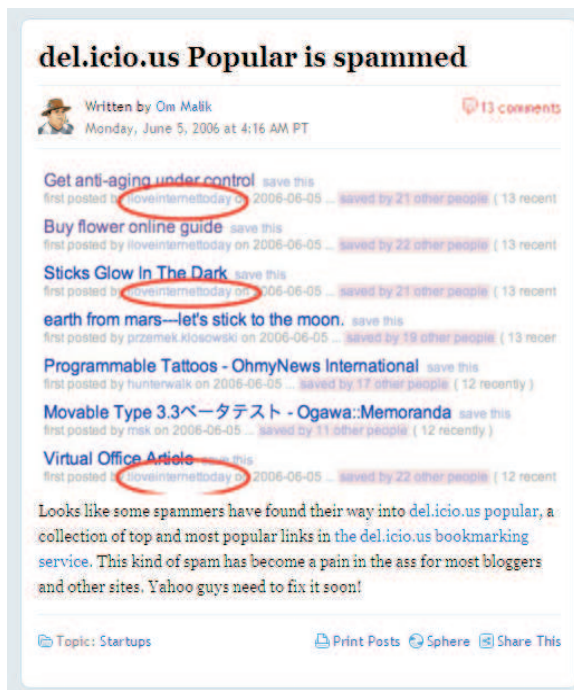 del.icio.us Popular is spammed
Written by Om Malik
13 comments
Monday, June 5, 2006 at 4:16 AM PT
Get anti-aging under control save this
first posted by iloveinternettoday on 2006-06-05 ... saved by 21 other people ( 13 recent
Buy flower online guide save this
first posted by iloveinternettoday on 2006-06-05 ... saved by 22 other people ( 13 recent
Sticks Glow In The Dark save this
first posted by iloveinternettoday on 2006-06-05 ... saved by 21 other people ( 13 recent
earth from mars---let's stick to the moon. save this
first posted by przemek.klosowski on 2006-06-05 ... saved by 19 other people ( 13 recer
Programmable Tattoos - OhmyNews International save this
first posted by hunterwalk on 2006-06-05 ... saved by 17 other people ( 12 recently )
Movable Type 3.3ベータテスト - Ogawa::Memoranda save this
first posted by msk on 2006-06-05 ... saved by 11 other people ( 12 recently )
Virtual Office Article save this
first posted by iloveinternettoday on 2006-06-05 ... saved by 22 other people ( 12 recent
Looks like some spammers have found their way into del.icio.us popular, a
collection of top and most popular links in the del.icio.us bookmarking
service. This kind of spam has become a pain in the ass for most bloggers
and other sites. Yahoo guys need to fix it soon!
Topic: Startups
Print Posts Sphere Share This